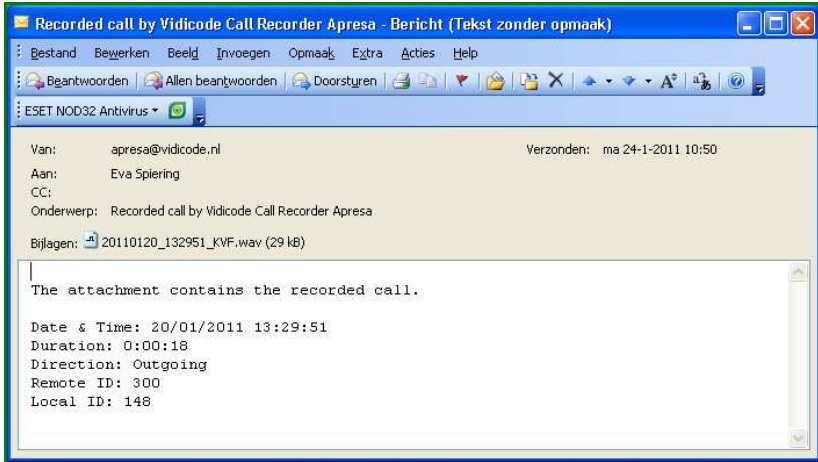 Recorded call by Vidicode Call Recorder Apresa - Bericht (Tekst zonder opmaak)
Bestand Bewerken Beeld Invoegen Opmaak Extra Acties Help
Beantwoorden Allen beantwoorden Doorsturen
ESET NOD32 Antivirus
Van: apresa@vidicode.nl Verzonden: ma 24-1-2011 10:50
Aan: Eva Spiering
CC:
Onderwerp: Recorded call by Vidicode Call Recorder Apresa
Bijlagen: 20110120_132951_KVF.wav (29 kB)
The attachment contains the recorded call.
Date & Time: 20/01/2011 13:29:51
Duration: 0:00:18
Direction: Outgoing
Remote ID: 300
Local ID: 148